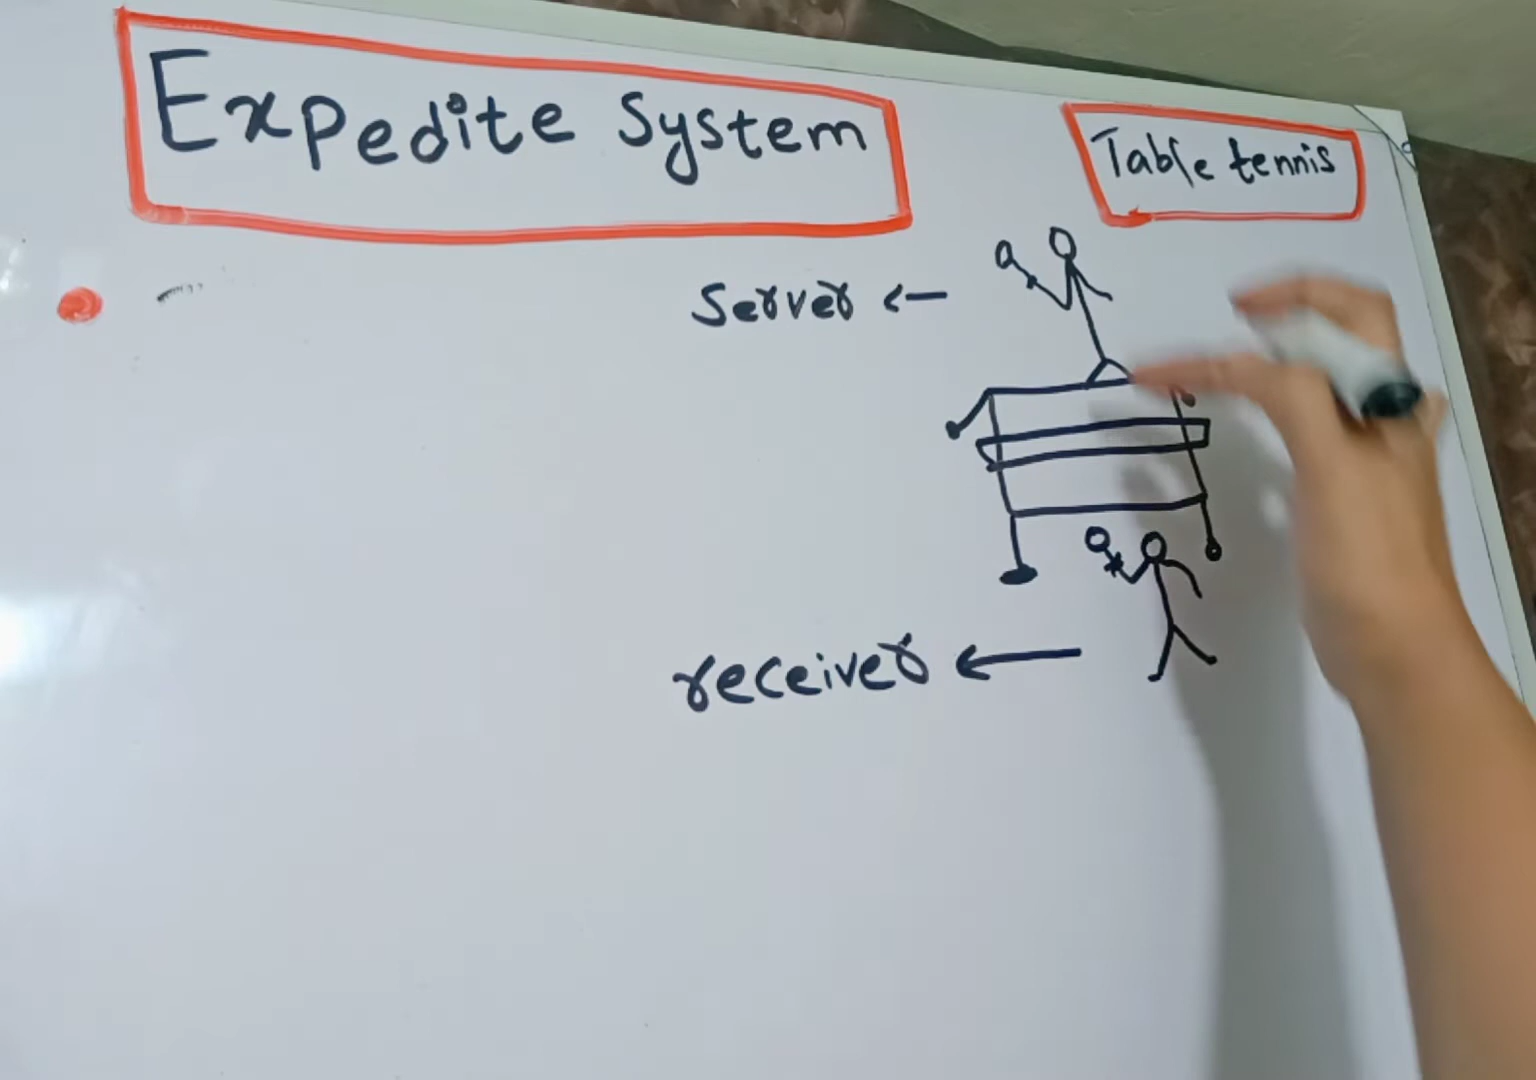 Expedite System
Table tennis
Server ←
receiver ←